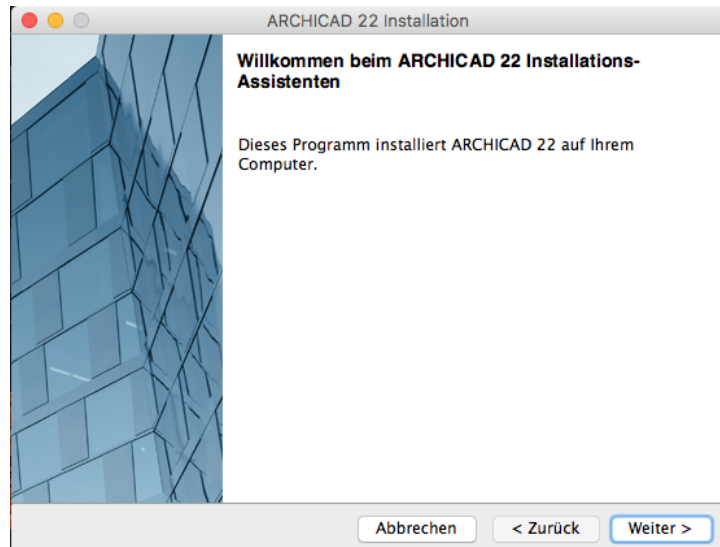 ARCHICAD 22 Installation
Willkommen beim ARCHICAD 22 Installations-
Assistenten
Dieses Programm installiert ARCHICAD 22 auf Ihrem
Computer.
Abbrechen
< Zurück
Weiter >